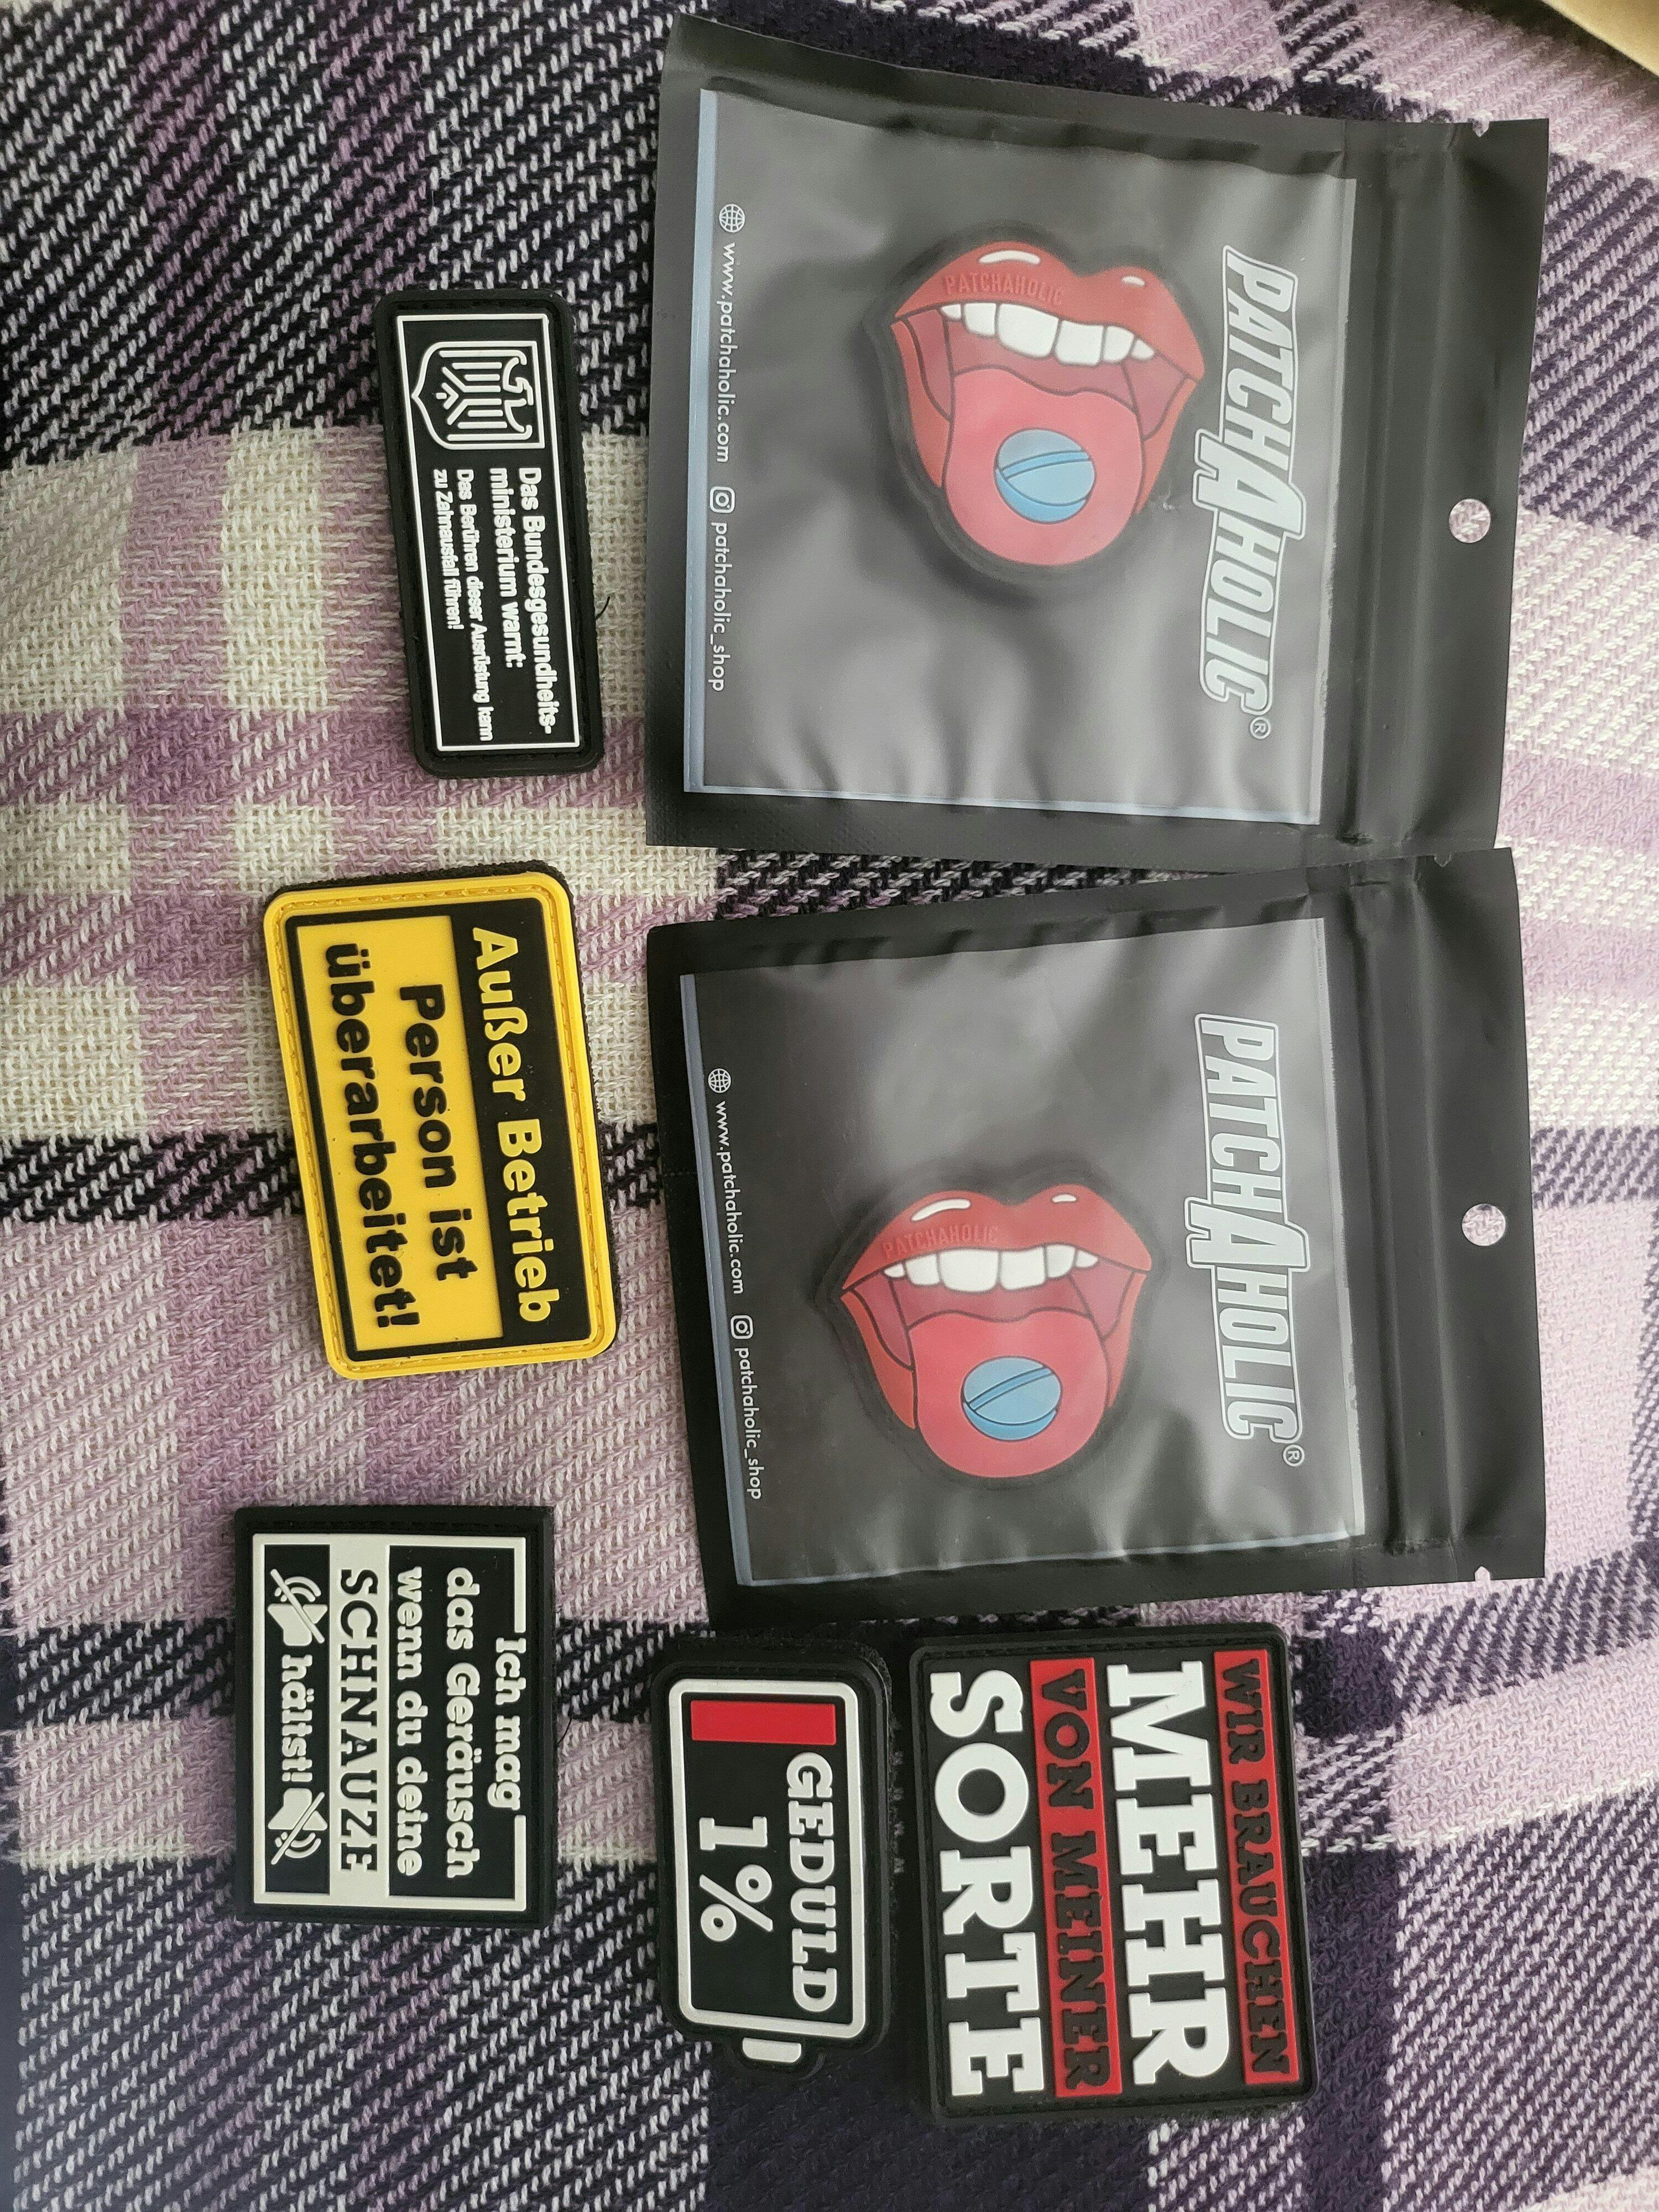 PATCHAHOLIC®
PATCHAHOLIC
www.patchaholic.com patchaholic_shop
PATCHAHOLIC®
PATCHAHOLIC
www.patchaholic.com patchaholic_shop
WIR BRAUCHEN
MEHR
VON MEINER
SORTE
GEDULD
1%
Das Bundesgesundheits-
ministerium warnt:
Das Berühren dieser Ausrüstung kann
zu Zahnausfall führen!
Außer Betrieb
Person ist
überarbeitet!
Ich mag
das Geräusch
wenn du deine
SCHNAUZE
hältst!